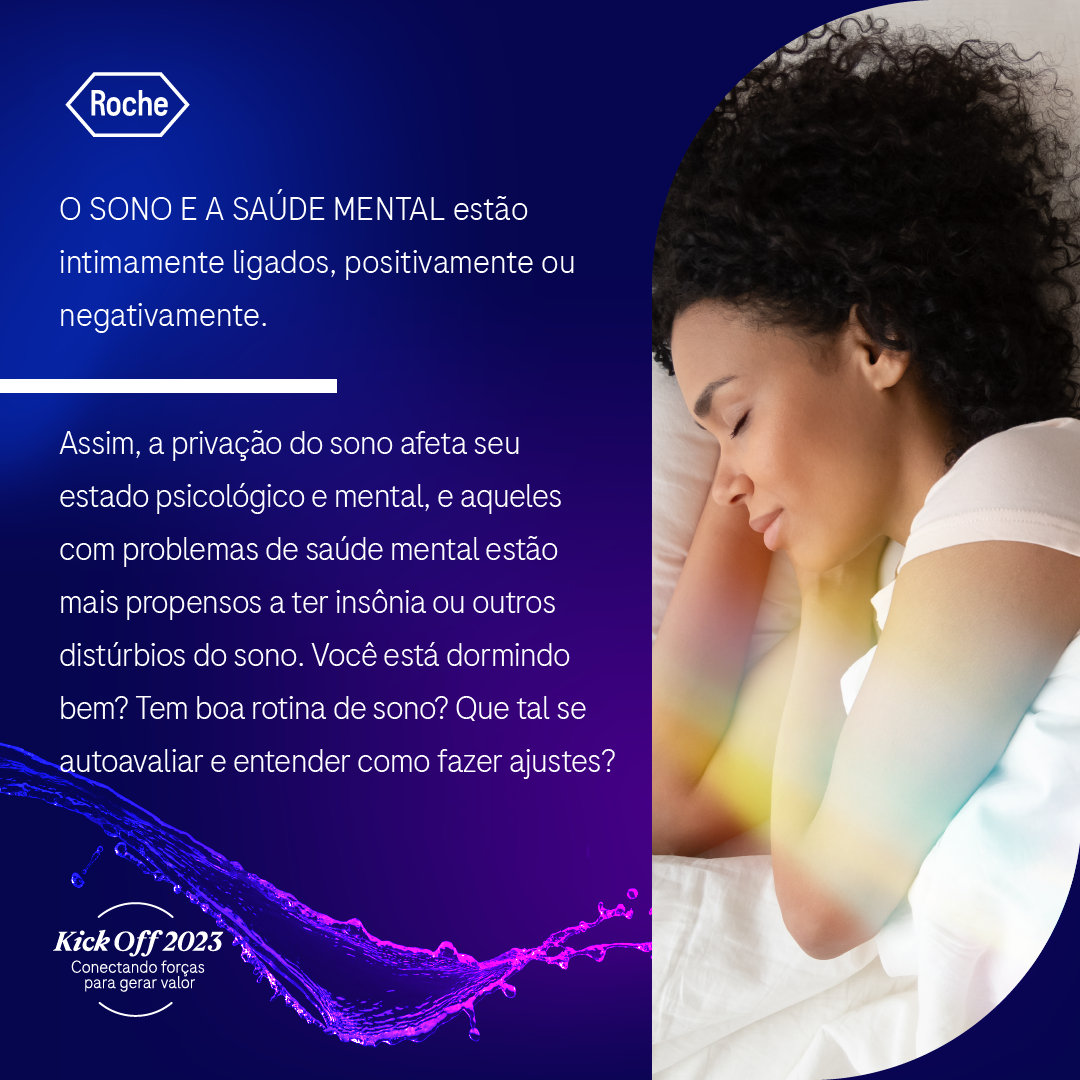 Roche
O SONO E A SAÚDE MENTAL estão
intimamente ligados, positivamente ou
negativamente.
Assim, a privação do sono afeta seu
estado psicológico e mental, e aqueles
com problemas de saúde mental estão
mais propensos a ter insônia ou outros
distúrbios do sono. Você está dormindo
bem? Tem boa rotina de sono? Que tal se
autoavaliar e entender como fazer ajustes?
Kick Off 2023
Conectando forças
para gerar valor